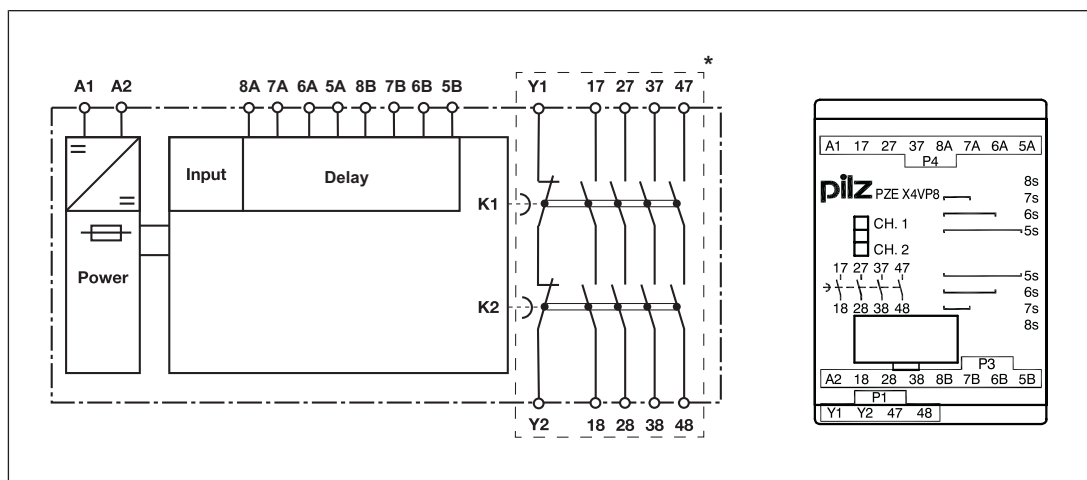 *
A1 A2 8A 7A 6A 5A 8B 7B 6B 5B Y1 17 27 37 47
=
=
Input Delay
K1
Power
K2
Y2 18 28 38 48
A1 17 27 37 8A 7A 6A 5A
P4
pilz PZE X4VP8
8s
7s
6s
5s
CH. 1
CH. 2
17 27 37 47
18 28 38 48
5s
6s
7s
8s
P3
A2 18 28 38 8B 7B 6B 5B
P1
Y1 Y2 47 48